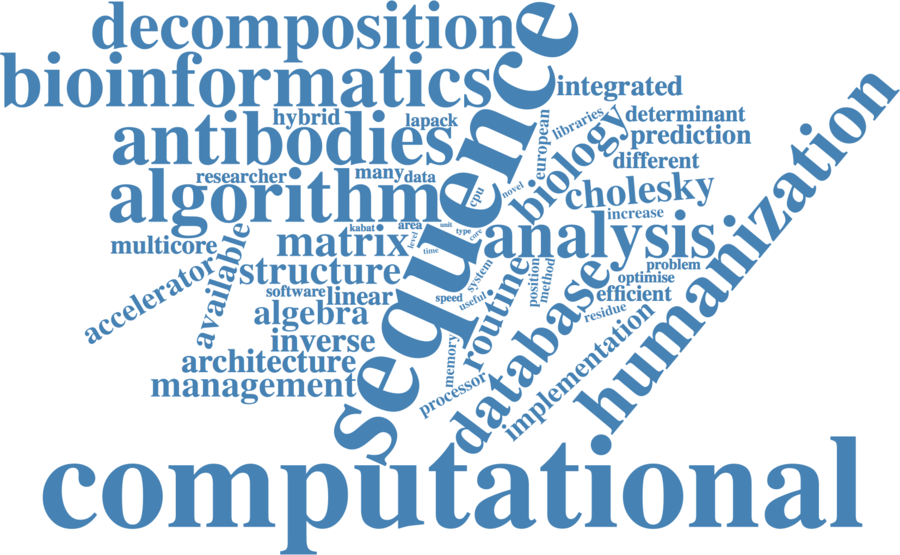 decomposition
bioinformatics
sequence
integrated
hybrid
lapack
antibodies
european
libraries
determinant
prediction
biology
different
researcher
many
data
algorithm
cpu
novel
cholesky
increase
humanization
multicore
available
matrix
kabat
area
level
unit
type
time
core
analysis
accelerator
structure
software
linear
algebra
speed
useful
system
routine
position
method
problem
optimise
efficient
residue
database
inverse
architecture
management
memory
processor
implementation
computational